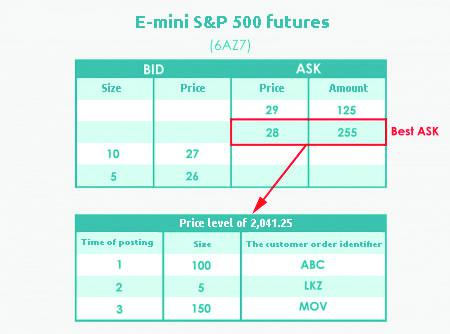 E-mini S&P 500 futures
(6AZ7)
BID ASK
Size Price Price Amount
29 125
28 255 Best ASK
10 27
5 26
Price level of 2,041.25
Time of posting Size The customer order identifier
1 100 ABC
2 5 LKZ
3 150 MOV